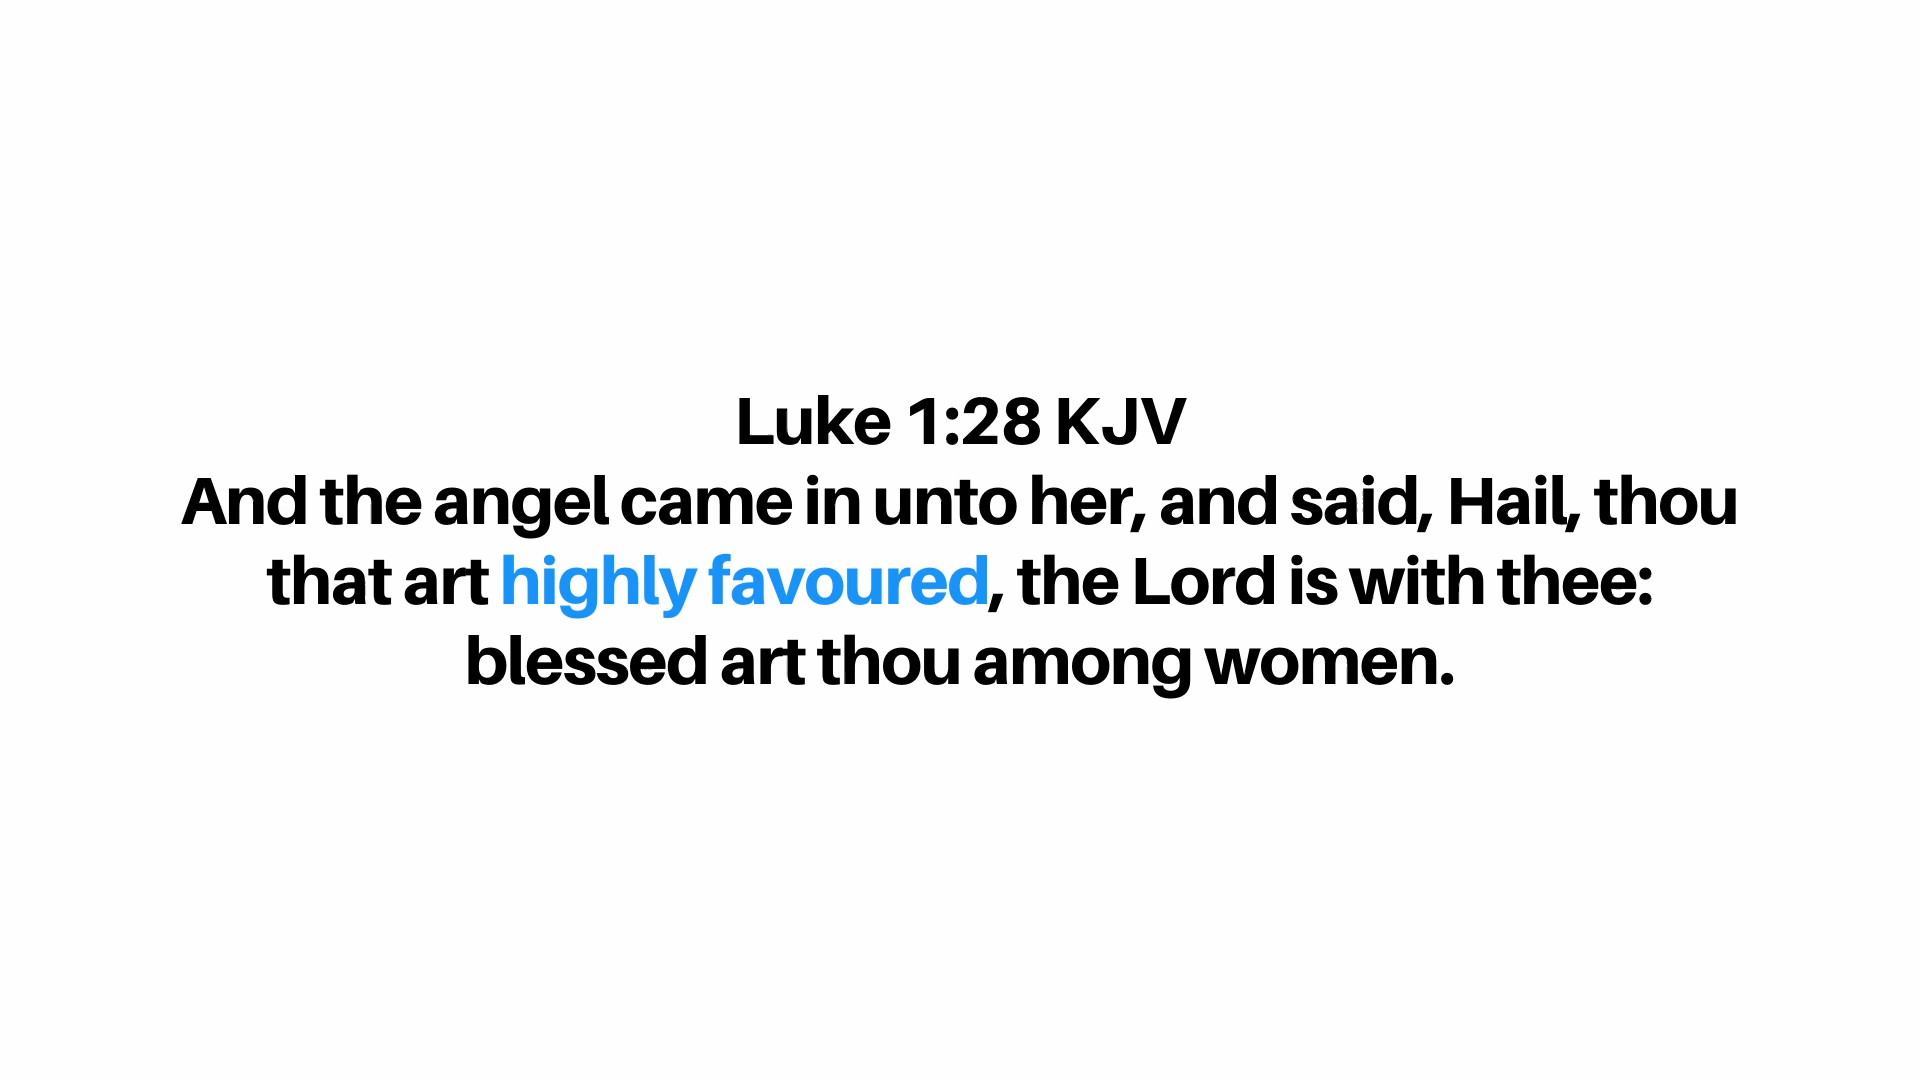 Luke 1:28 KJV
And the angel came in unto her, and said, Hail, thou
that art highly favoured, the Lord is with thee:
blessed art thou among women.